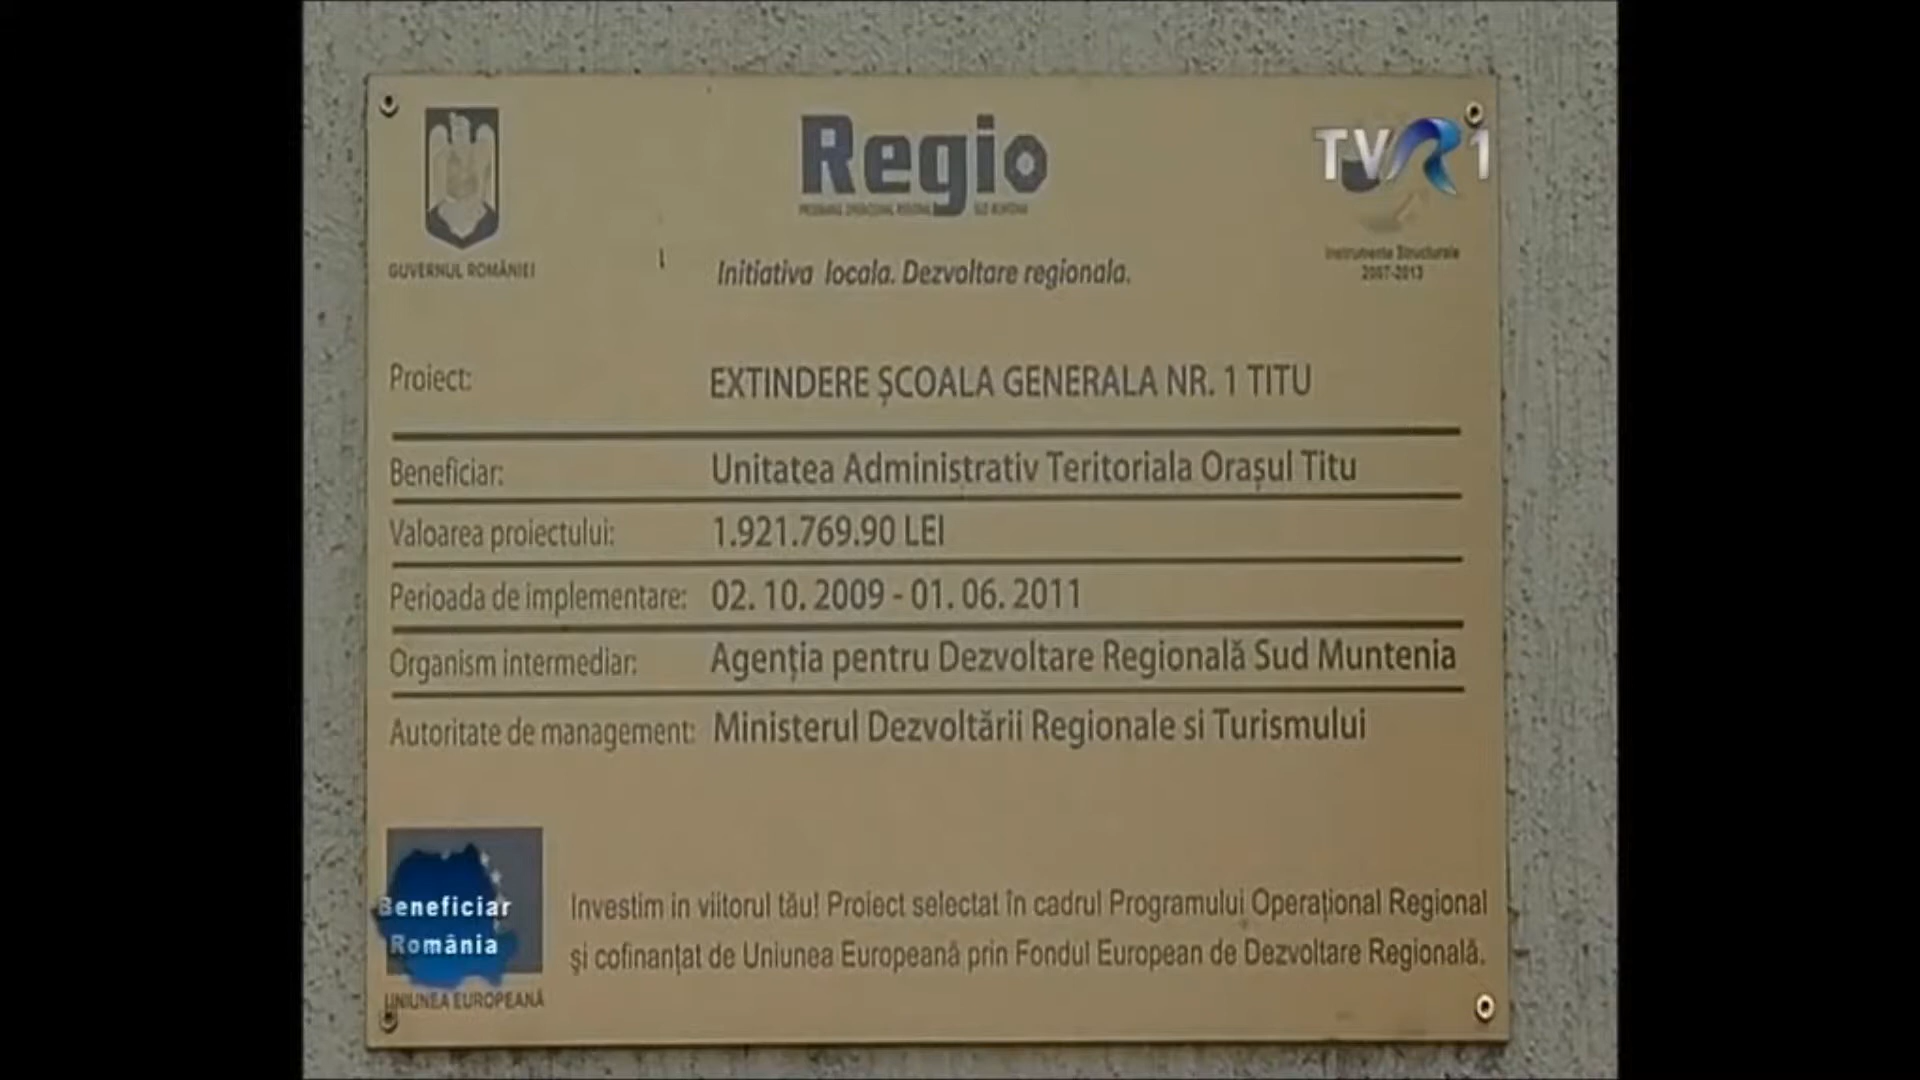 Regio
TVR1
GUVERNUL ROMÂNIEI
Initiativa locala. Dezvoltare regionala.
Instrumente Structurale
2007-2013
Proiect: EXTINDERE ȘCOALA GENERALA NR. 1 TITU
Beneficiar: Unitatea Administrativ Teritoriala Orașul Titu
Valoarea proiectului: 1.921.769.90 LEI
Perioada de implementare: 02. 10. 2009 - 01. 06. 2011
Organism intermediar: Agenția pentru Dezvoltare Regională Sud Muntenia
Autoritate de management: Ministerul Dezvoltării Regionale si Turismului
Beneficiar
România
UNIUNEA EUROPEANĂ
Investim in viitorul tău! Proiect selectat în cadrul Programului Operațional Regional
și cofinanțat de Uniunea Europeană prin Fondul European de Dezvoltare Regională.